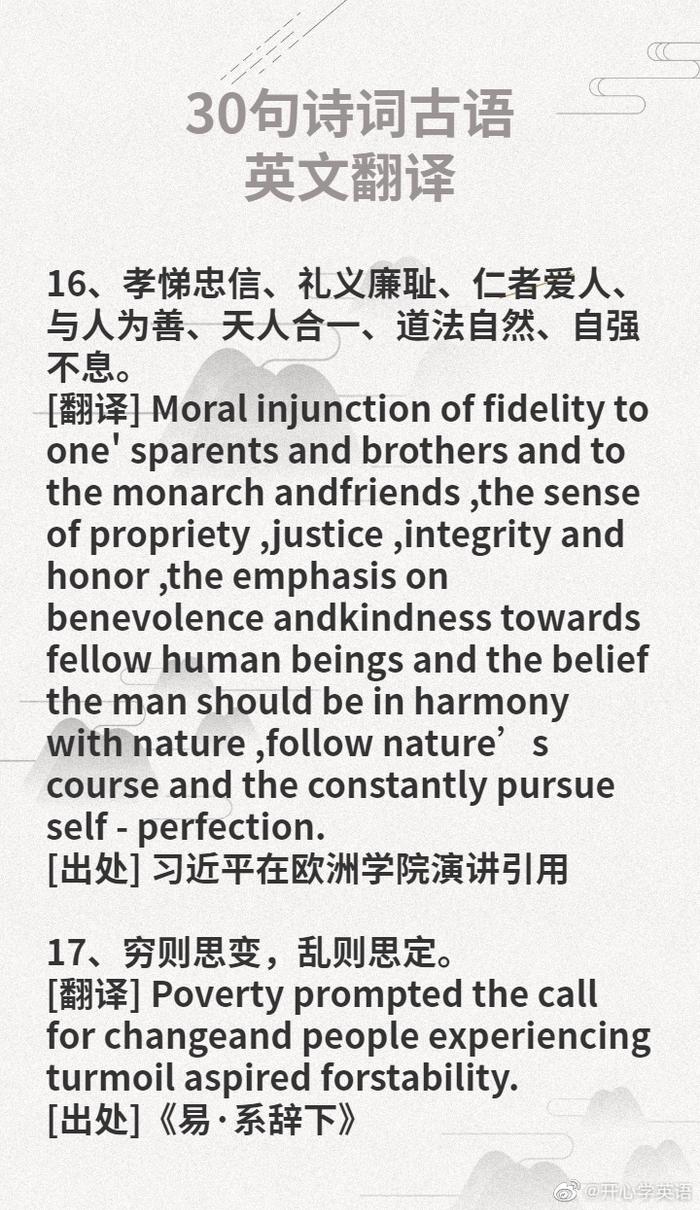 30句诗词古语
英文翻译
16、孝悌忠信、礼义廉耻、仁者爱人、
与人为善、天人合一、道法自然、自强
不息。
[翻译] Moral injunction of fidelity to
one' sparents and brothers and to
the monarch andfriends ,the sense
of propriety ,justice ,integrity and
honor ,the emphasis on
benevolence andkindness towards
fellow human beings and the belief
the man should be in harmony
with nature ,follow nature’ s
course and the constantly pursue
self - perfection.
[出处] 习近平在欧洲学院演讲引用
17、穷则思变，乱则思定。
[翻译] Poverty prompted the call
for changeand people experiencing
turmoil aspired forstability.
[出处]《易·系辞下》
@开心学英语